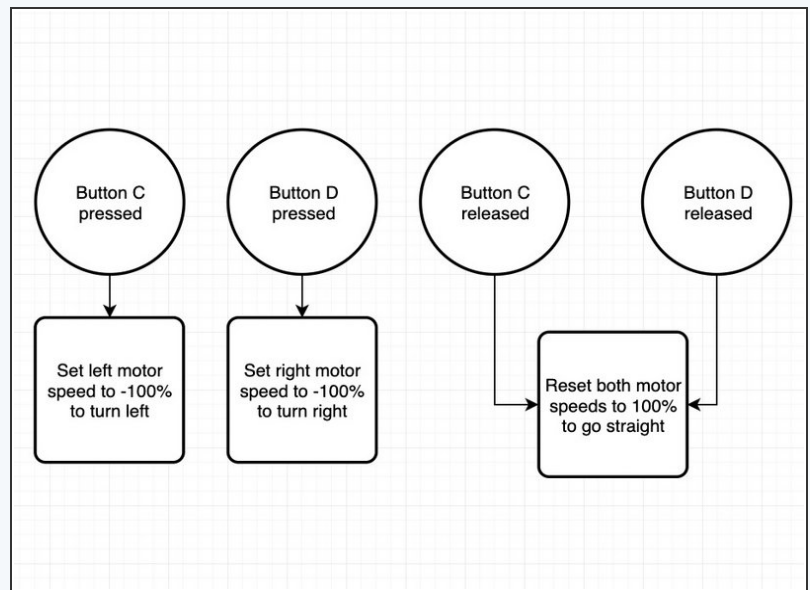 Button C
pressed
Button D
pressed
Button C
released
Button D
released
Set left motor
speed to -100%
to turn left
Set right motor
speed to -100%
to turn right
Reset both motor
speeds to 100%
to go straight